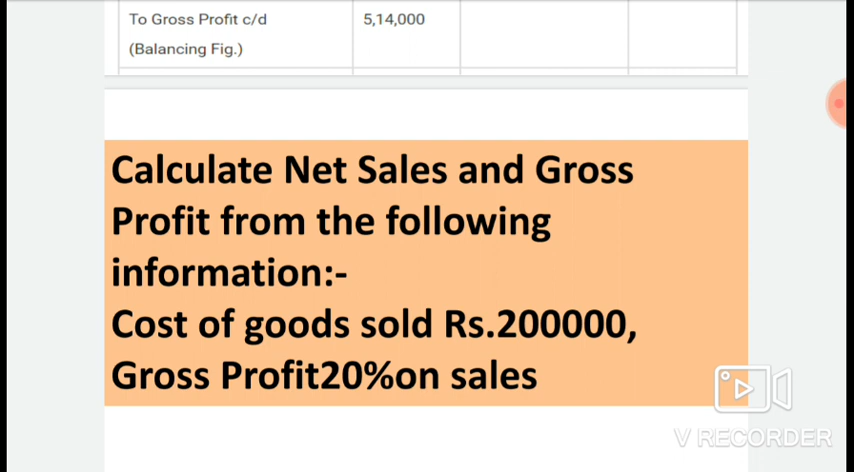 To Gross Profit c/d 5,14,000
(Balancing Fig.)
Calculate Net Sales and Gross
Profit from the following
information:-
Cost of goods sold Rs.200000,
Gross Profit20%on sales
V RECORDER